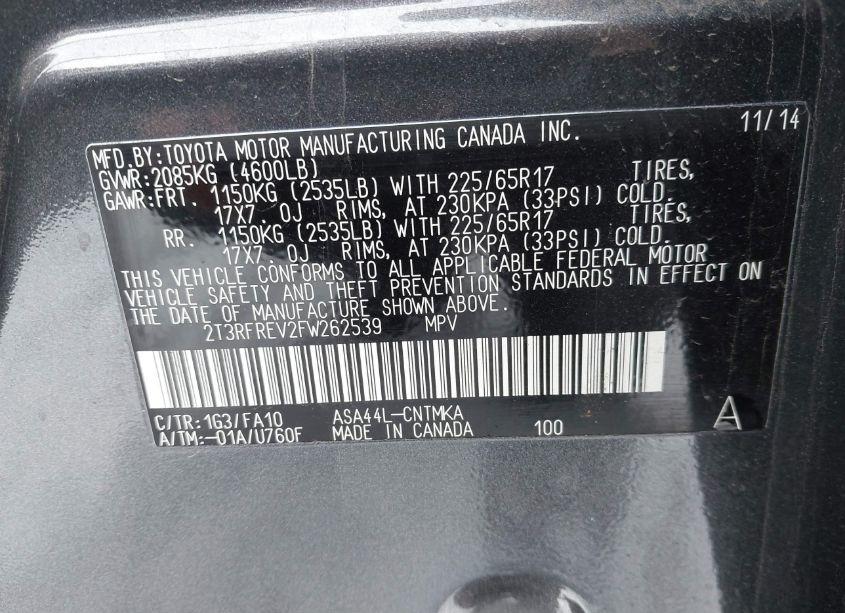 MFD.BY:TOYOTA MOTOR MANUFACTURING CANADA INC. 11/14
GVWR:2085KG (4600LB)
GAWR:FRT. 1150KG (2535LB) WITH 225/65R17 TIRES,
17X7.0J RIMS, AT 230KPA (33PSI) COLD.
RR. 1150KG (2535LB) WITH 225/65R17 TIRES,
17X7.0J RIMS, AT 230KPA (33PSI) COLD.
THIS VEHICLE CONFORMS TO ALL APPLICABLE FEDERAL MOTOR
VEHICLE SAFETY AND THEFT PREVENTION STANDARDS IN EFFECT ON
THE DATE OF MANUFACTURE SHOWN ABOVE.
2T3RFREV2FW262539 MPV
C/TR:1G3/FA10 ASA44L-CNTMKA
A/TM:-01A/U760F MADE IN CANADA 100 A